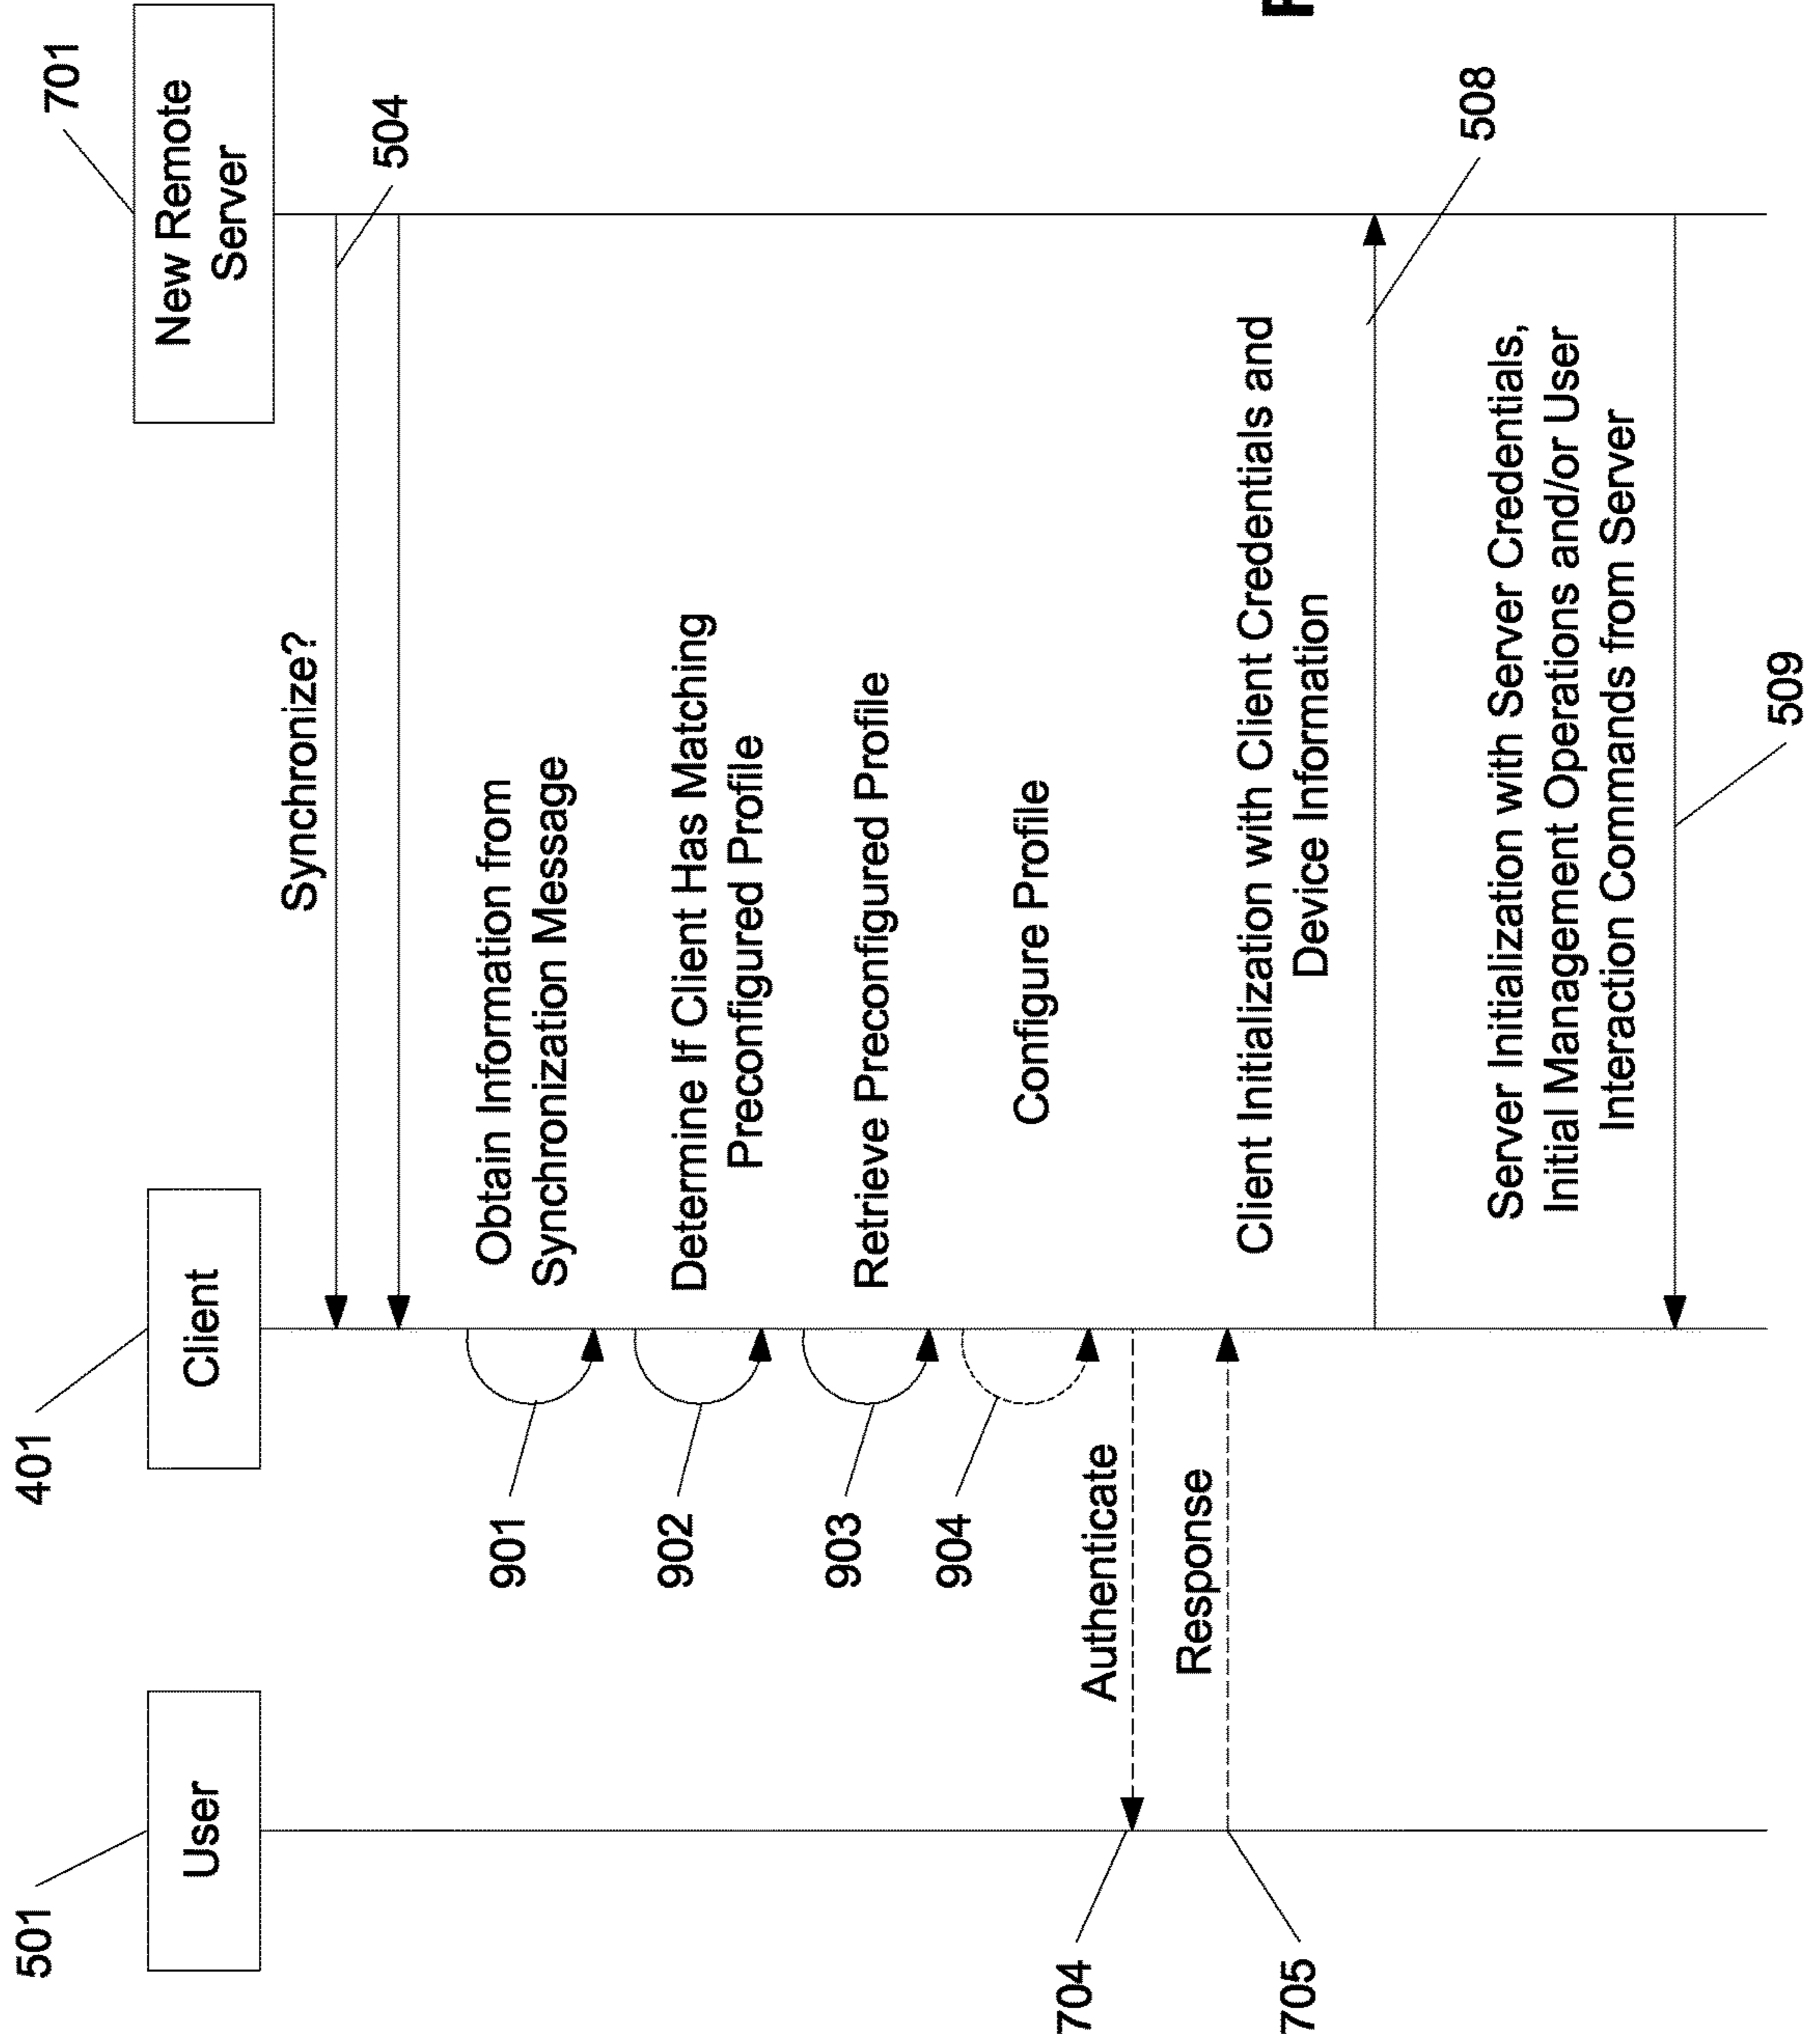 501
401
701
User
Client
New Remote
Server
Synchronize?
504
Obtain Information from
Synchronization Message
901
Determine If Client Has Matching
Preconfigured Profile
902
Retrieve Preconfigured Profile
903
Configure Profile
904
Authenticate
704
Response
705
Client Initialization with Client Credentials and
Device Information
508
Server Initialization with Server Credentials,
Initial Management Operations and/or User
Interaction Commands from Server
509